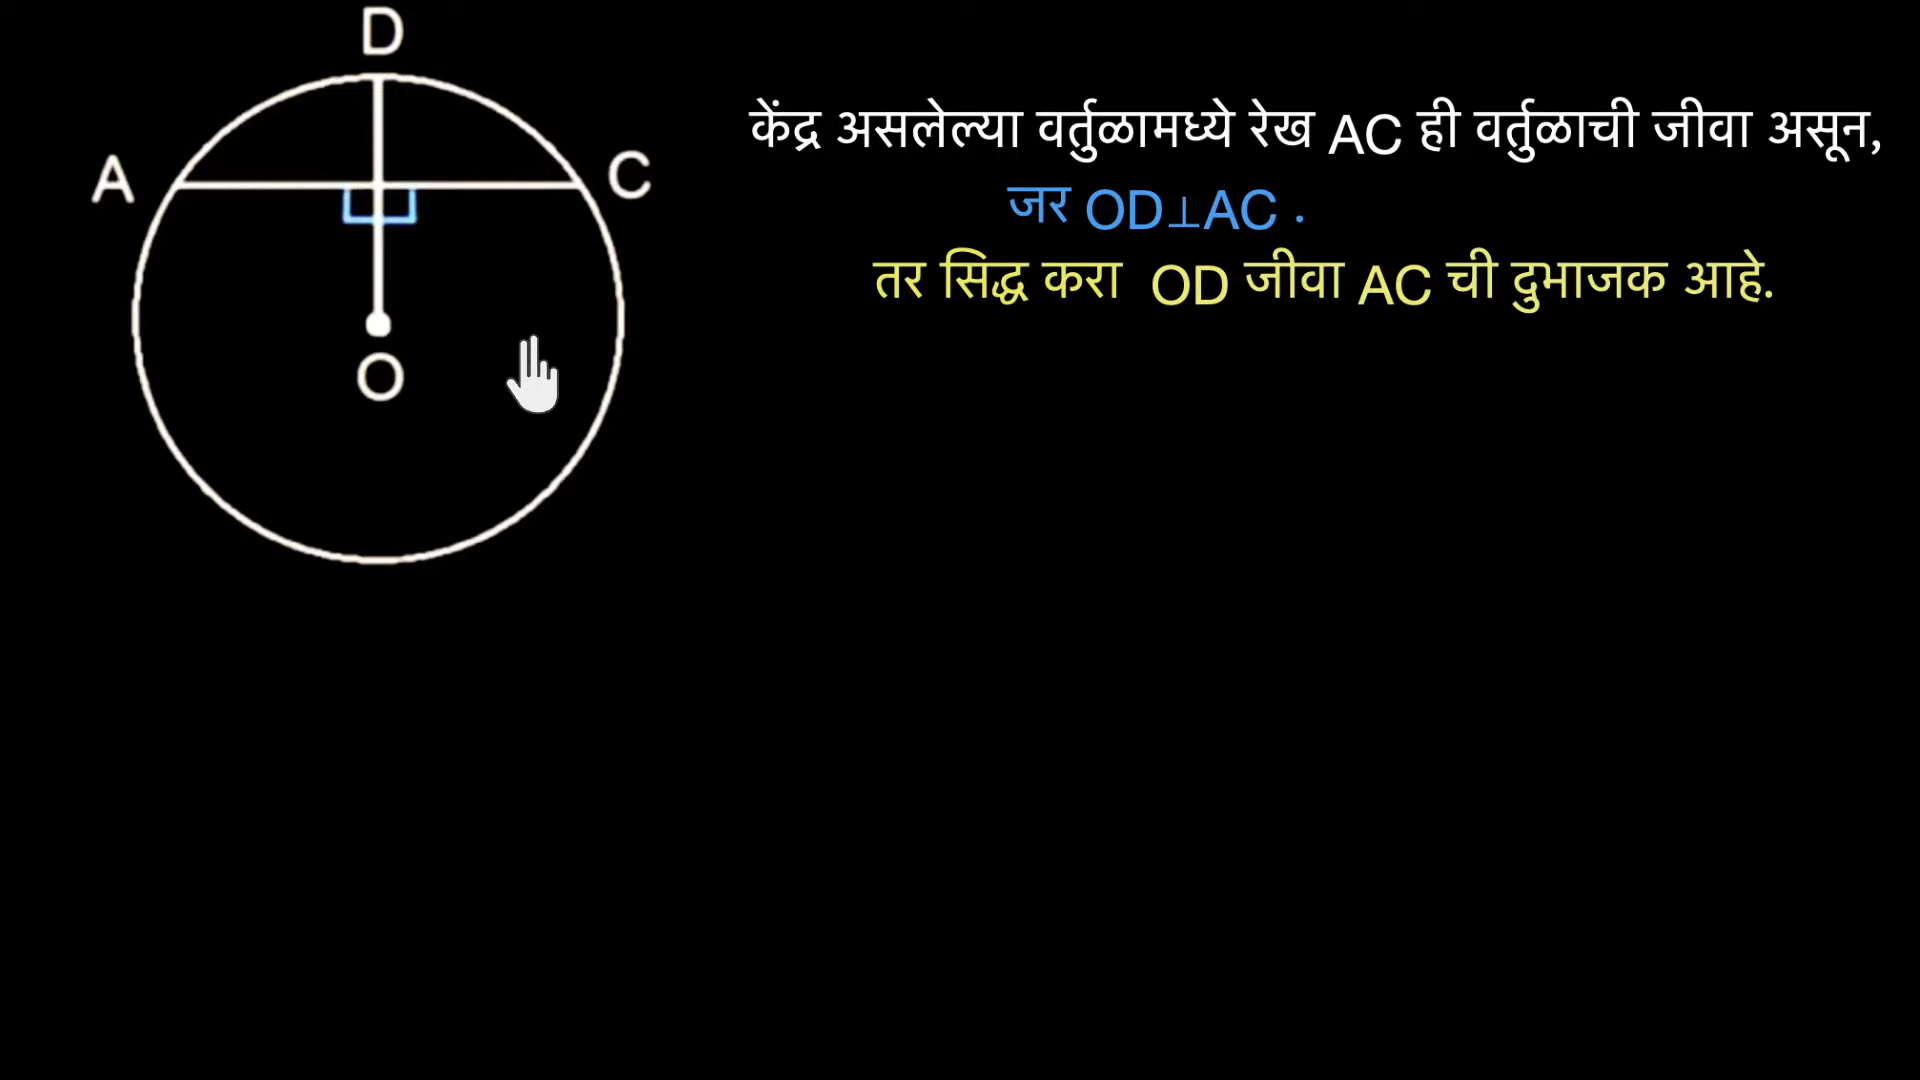 D
केंद्र असलेल्या वर्तुळामध्ये रेख AC ही वर्तुळाची जीवा असून,
A
C
जर OD⊥AC .
तर सिद्ध करा OD जीवा AC ची दुभाजक आहे.
O